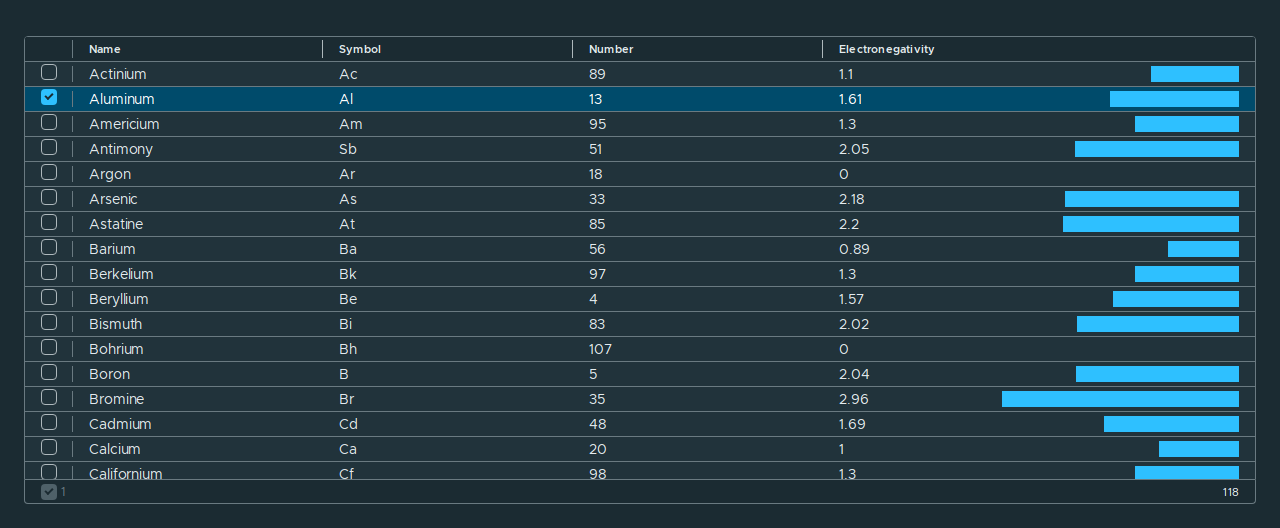 Name Symbol Number Electronegativity
Actinium Ac 89 1.1
Aluminum Al 13 1.61
Americium Am 95 1.3
Antimony Sb 51 2.05
Argon Ar 18 0
Arsenic As 33 2.18
Astatine At 85 2.2
Barium Ba 56 0.89
Berkelium Bk 97 1.3
Beryllium Be 4 1.57
Bismuth Bi 83 2.02
Bohrium Bh 107 0
Boron B 5 2.04
Bromine Br 35 2.96
Cadmium Cd 48 1.69
Calcium Ca 20 1
Californium Cf 98 1.3
1 118